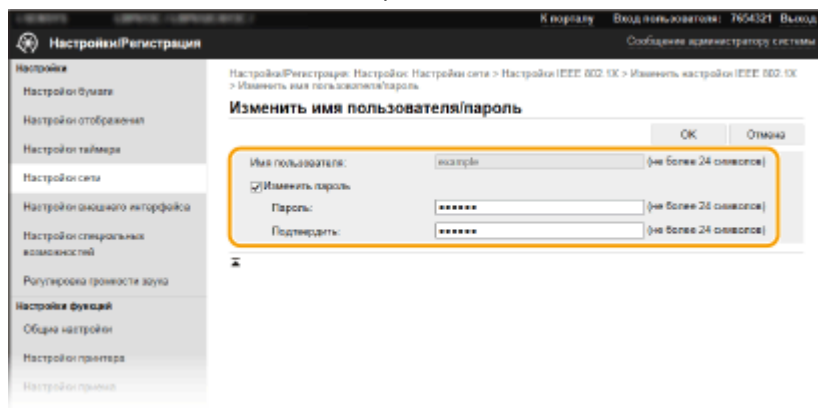 К порталу Вход пользователя: 7654321 Выход
Настройки/Регистрация Сообщение администратору системы
Настройки
Настройки бумаги
Настройки отображения
Настройки таймера
Настройки сети
Настройки внешнего интерфейса
Настройки специальных
возможностей
Регулировка громкости звука
Настройки функций
Общие настройки
Настройки принтера
Настройки приема
Настройка/Регистрация: Настройки: Настройки сети > Настройки IEEE 802.1X > Изменить настройки IEEE 802.1X
> Изменить имя пользователя/пароль
Изменить имя пользователя/пароль
OK Отмена
Имя пользователя: example (не более 24 символов)
Изменить пароль
Пароль: •••••• (не более 24 символов)
Подтвердить: •••••• (не более 24 символов)